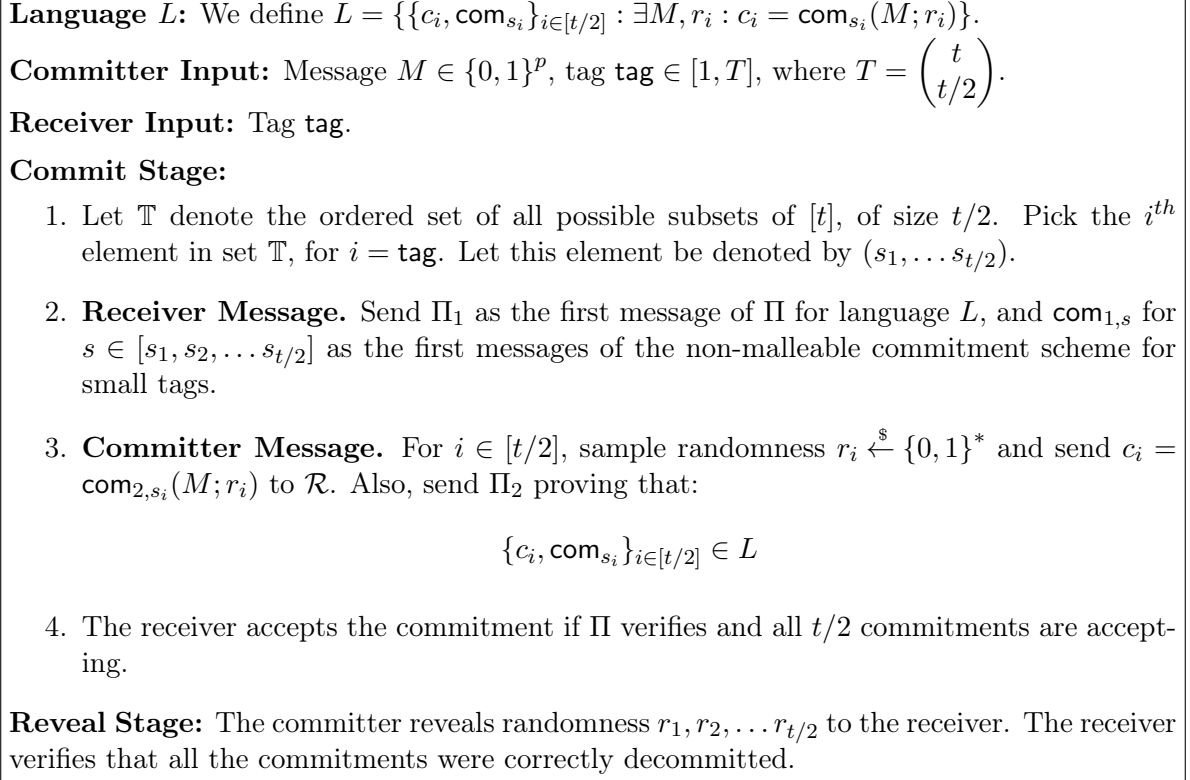 Language L: We define L = {{c_i, com_{s_i}}_{i∈[t/2]} : ∃M, r_i : c_i = com_{s_i}(M; r_i)}.
Committer Input: Message M ∈ {0, 1}^p, tag tag ∈ [1, T], where T = \binom{t}{t/2}.
Receiver Input: Tag tag.
Commit Stage:
1. Let 𝕋 denote the ordered set of all possible subsets of [t], of size t/2. Pick the i^{th}
element in set 𝕋, for i = tag. Let this element be denoted by (s_1, . . . s_{t/2}).
2. Receiver Message. Send Π_1 as the first message of Π for language L, and com_{1,s} for
s ∈ [s_1, s_2, . . . s_{t/2}] as the first messages of the non-malleable commitment scheme for
small tags.
3. Committer Message. For i ∈ [t/2], sample randomness r_i \xleftarrow{$} {0, 1}^* and send c_i =
com_{2,s_i}(M; r_i) to ℛ. Also, send Π_2 proving that:
{c_i, com_{s_i}}_{i∈[t/2]} ∈ L
4. The receiver accepts the commitment if Π verifies and all t/2 commitments are accept-
ing.
Reveal Stage: The committer reveals randomness r_1, r_2, . . . r_{t/2} to the receiver. The receiver
verifies that all the commitments were correctly decommitted.